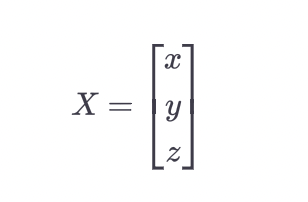 X = [x
y
z]